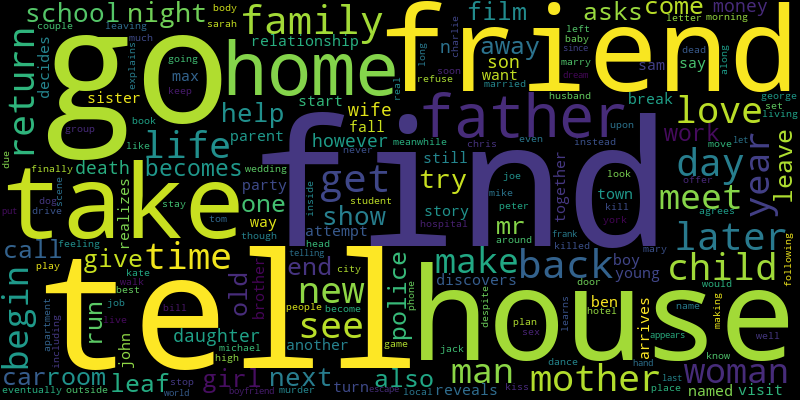 school night family film asks come money
body sarah couple leaving letter morning
go home friend
decides relationship n away son want left baby since marry dead say sam
return explains max sister going keep real long charlie refuse soon married dream
much help start wife fall break george set living along
group book like parent father love work year
life however meanwhile chris husband even upon instead move let
due finally death becomes never find day leave
take dog drive scene realizes stay wedding party get try still joe look offer
put tom one inside student show story mike peter town kill meet agrees
though way attempt hospital mr around together york later
call feeling give time head telling end police frank killed mary
play kate walk best city make discovers back boy young child following
begin tell old brother people become new phone house door hotel ben
apartment job live bill run see game despite plan sex learns arrives name would making
including john daughter michael high another jack appears know well
car room leaf girl next turn also man dance hand mother woman last place
eventually outside stop world boyfriend murder escape local reveals kiss named visit